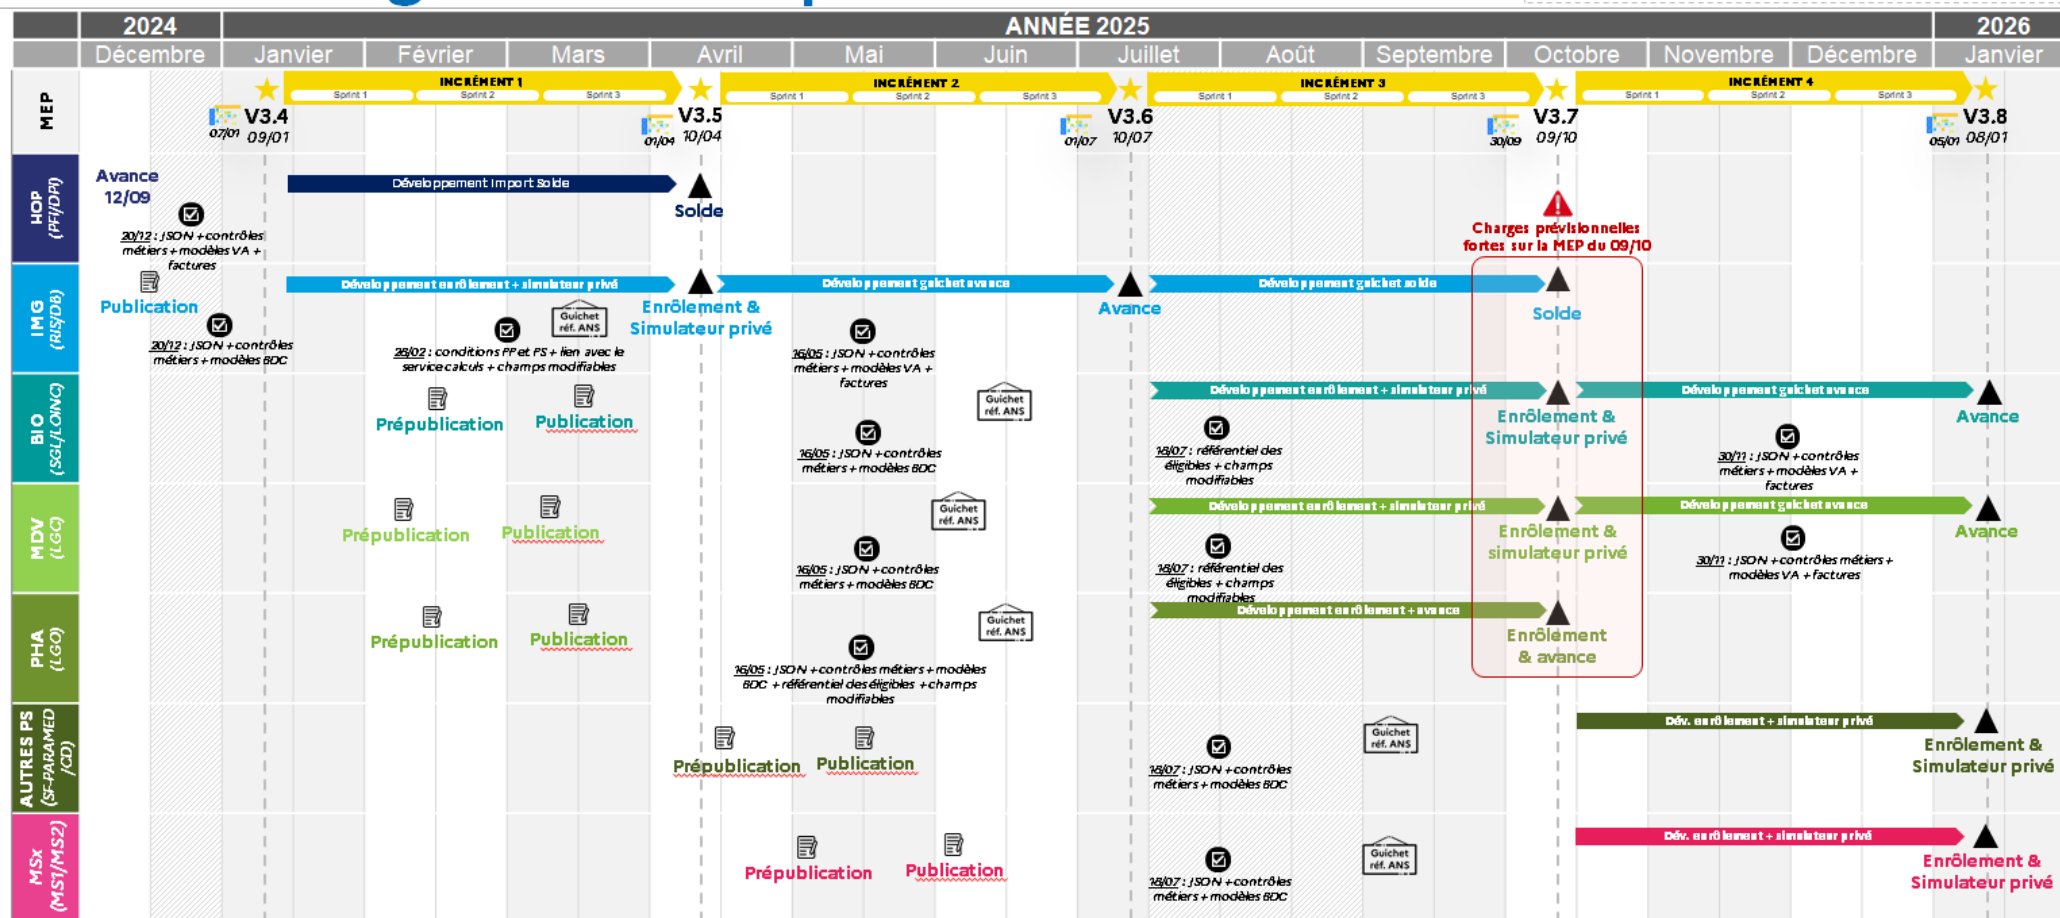 2024
ANNÉE 2025
2026
Décembre
Janvier
Février
Mars
Avril
Mai
Juin
Juillet
Août
Septembre
Octobre
Novembre
Décembre
Janvier
MEP
INCRÉMENT 1
Sprint 1
Sprint 2
Sprint 3
INCRÉMENT 2
Sprint 1
Sprint 2
Sprint 3
INCRÉMENT 3
Sprint 1
Sprint 2
Sprint 3
INCRÉMENT 4
Sprint 1
Sprint 2
Sprint 3
07/01
V3.4
09/01
01/04
V3.5
10/04
01/07
V3.6
10/07
30/09
V3.7
09/10
05/01
V3.8
08/01
HOP
(PFI/DPI)
Avance
12/09
20/12 : JSON + contrôles
métiers + modèles VA +
factures
Développement Import Solde
Solde
Charges prévisionnelles
fortes sur la MEP du 09/10
IMG
(RIS/DB)
Publication
20/12 : JSON + contrôles
métiers + modèles BDC
Développement enrôlement + simulateur privé
28/02 : conditions PP et PS + lien avec le
service calculs + champs modifiables
Guichet
réf. ANS
Enrôlement &
Simulateur privé
Développement guichet avance
16/05 : JSON + contrôles
métiers + modèles VA +
factures
Avance
Développement guichet solde
Solde
BIO
(SGL/LOINC)
Prépublication
Publication
16/05 : JSON + contrôles
métiers + modèles BDC
Guichet
réf. ANS
Développement enrôlement + simulateur privé
18/07 : référentiel des
éligibles + champs
modifiables
Enrôlement &
Simulateur privé
Développement guichet avance
30/11 : JSON + contrôles
métiers + modèles VA +
factures
Avance
MDV
(LGC)
Prépublication
Publication
16/05 : JSON + contrôles
métiers + modèles BDC
Guichet
réf. ANS
Développement enrôlement + simulateur privé
18/07 : référentiel des
éligibles + champs
modifiables
Enrôlement &
simulateur privé
Développement guichet avance
30/11 : JSON + contrôles métiers +
modèles VA + factures
Avance
PHA
(LGO)
Prépublication
Publication
16/05 : JSON + contrôles métiers + modèles
BDC + référentiel des éligibles + champs
modifiables
Guichet
réf. ANS
Développement enrôlement + avance
Enrôlement
& avance
AUTRES PS
(SF-PARAMED
/CD)
Prépublication
Publication
18/07 : JSON + contrôles
métiers + modèles BDC
Guichet
réf. ANS
Dév. enrôlement + simulateur privé
Enrôlement &
Simulateur privé
MSx
(MS1/MS2)
Prépublication
Publication
18/07 : JSON + contrôles
métiers + modèles BDC
Guichet
réf. ANS
Dév. enrôlement + simulateur privé
Enrôlement &
Simulateur privé